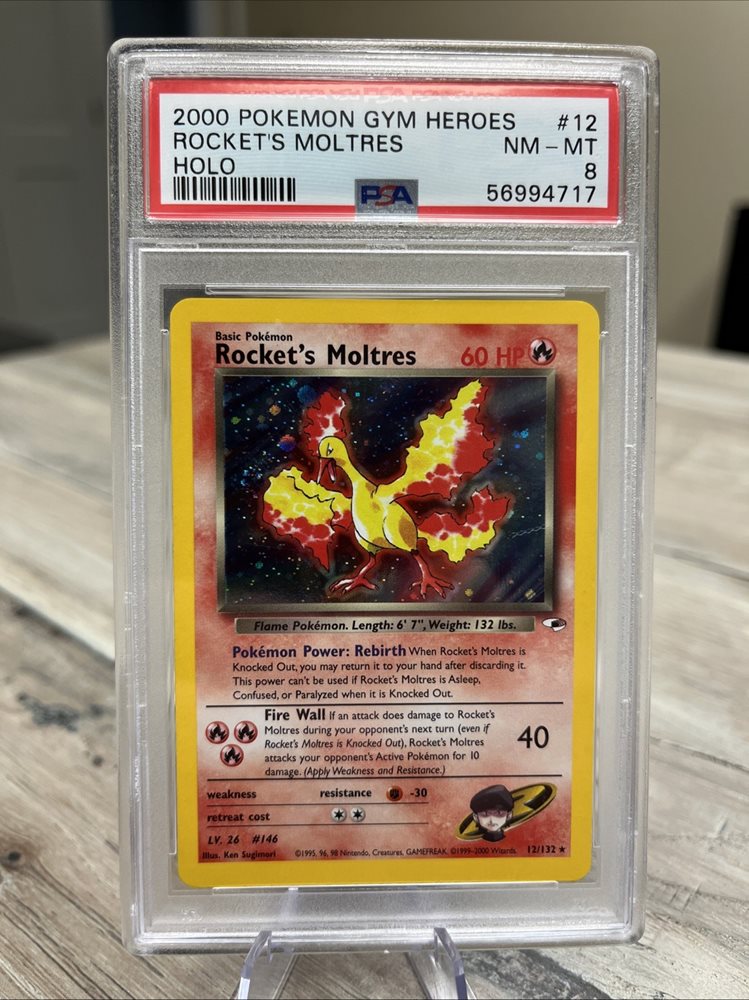 2000 POKEMON GYM HEROES #12
ROCKET'S MOLTRES NM - MT
HOLO 8
PSA 56994717
Basic Pokémon
Rocket's Moltres 60 HP
Flame Pokémon. Length: 6' 7", Weight: 132 lbs.
Pokémon Power: Rebirth When Rocket's Moltres is
Knocked Out, you may return it to your hand after discarding it.
This power can't be used if Rocket's Moltres is Asleep,
Confused, or Paralyzed when it is Knocked Out.
Fire Wall If an attack does damage to Rocket's
Moltres during your opponent's next turn (even if
Rocket's Moltres is Knocked Out), Rocket's Moltres
attacks your opponent's Active Pokémon for 10
damage. (Apply Weakness and Resistance.)
40
weakness resistance -30
retreat cost
LV. 26 #146
Illus. Ken Sugimori ©1995, 96, 98 Nintendo, Creatures, GAMEFREAK. ©1999-2000 Wizards. 12/132 ★